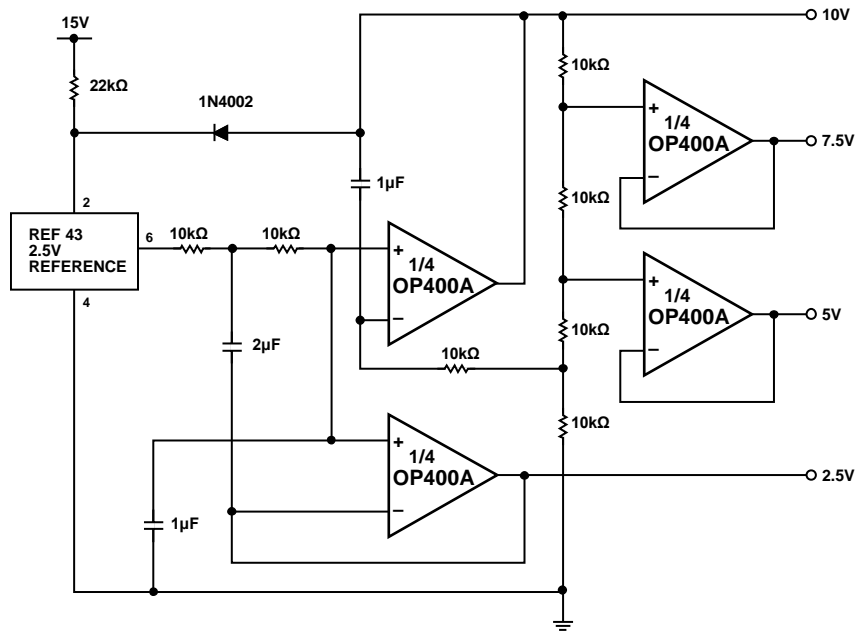 15V
10V
22kΩ
10kΩ
1N4002
+
1/4
OP400A
−
7.5V
1µF
10kΩ
2
REF 43
2.5V
REFERENCE
6
4
10kΩ
10kΩ
+
1/4
OP400A
−
+
1/4
OP400A
−
5V
2µF
10kΩ
10kΩ
10kΩ
+
1/4
OP400A
−
2.5V
1µF